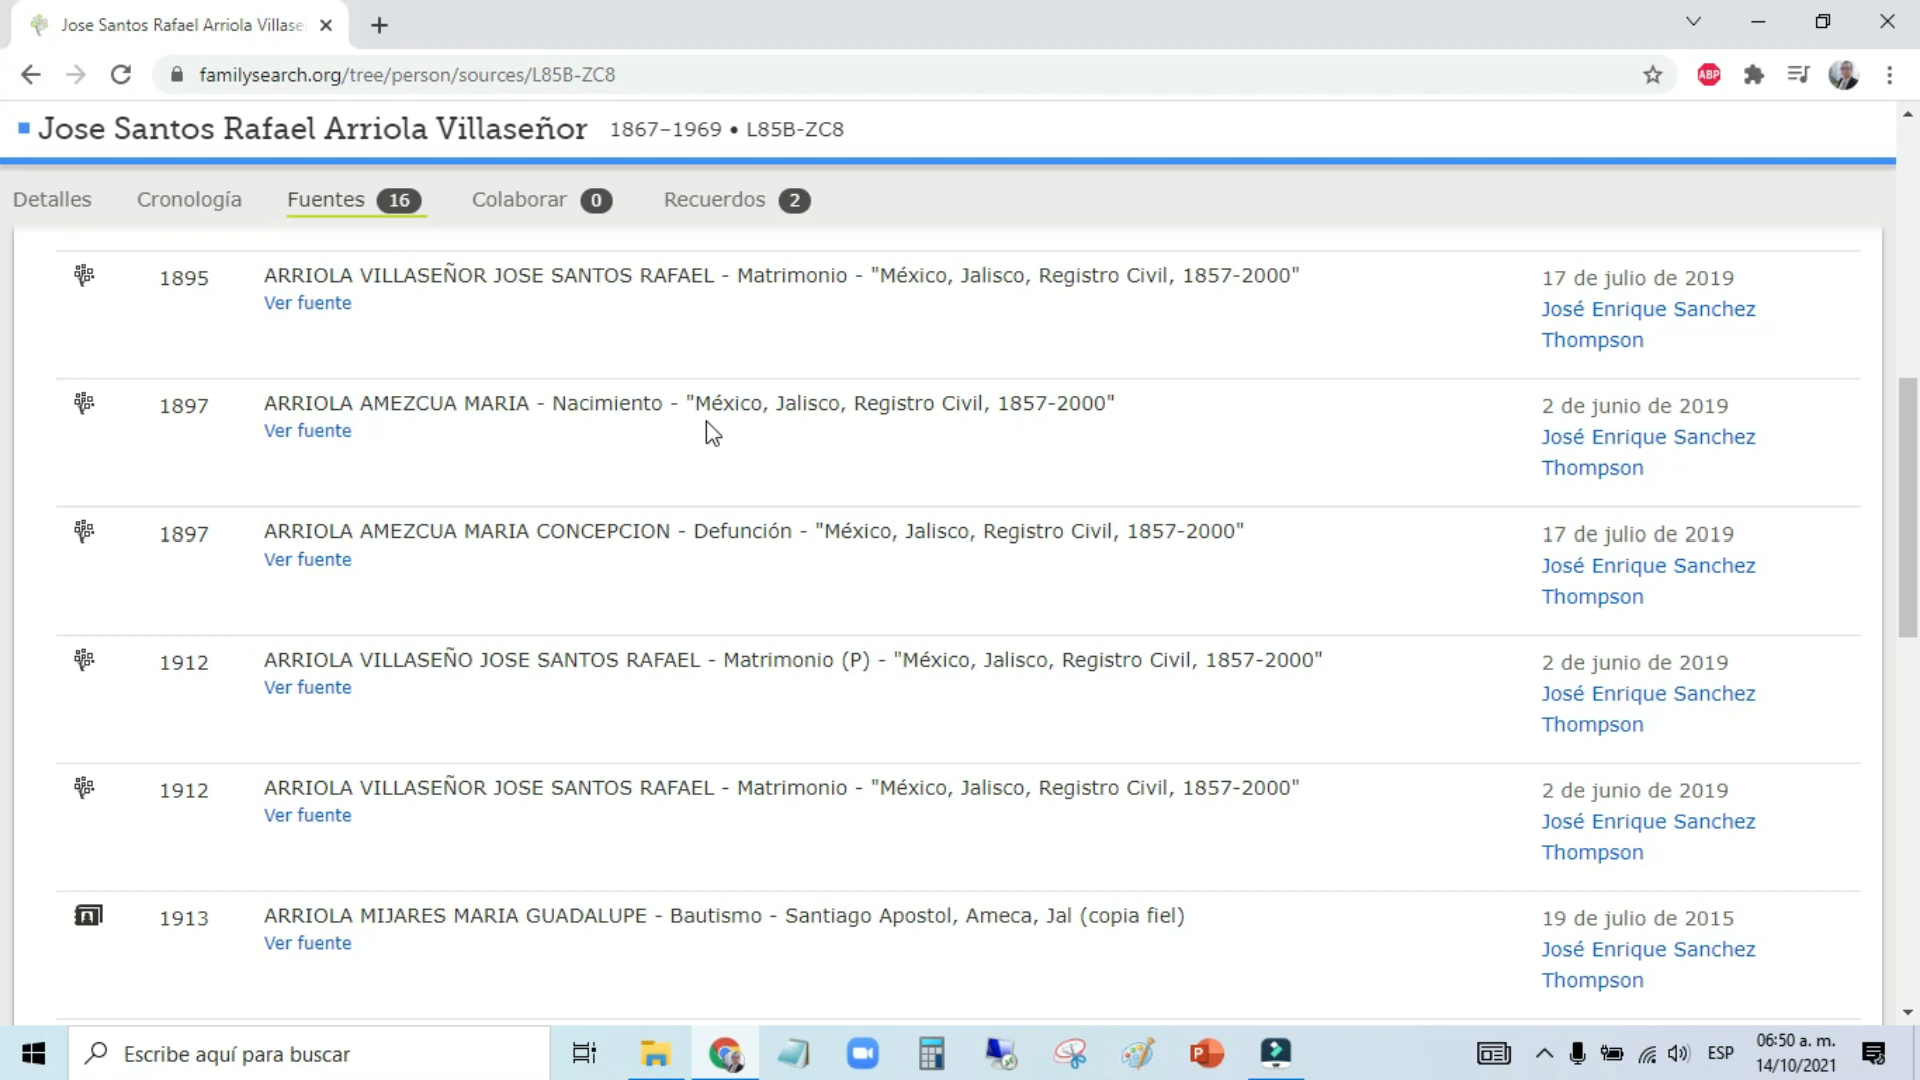 Jose Santos Rafael Arriola Villase
familysearch.org/tree/person/sources/L85B-ZC8
ABP
Jose Santos Rafael Arriola Villaseñor 1867–1969 • L85B-ZC8
Detalles Cronología Fuentes 16 Colaborar 0 Recuerdos 2
1895 ARRIOLA VILLASEÑOR JOSE SANTOS RAFAEL - Matrimonio - "México, Jalisco, Registro Civil, 1857-2000" 17 de julio de 2019
Ver fuente José Enrique Sanchez
Thompson
1897 ARRIOLA AMEZCUA MARIA - Nacimiento - "México, Jalisco, Registro Civil, 1857-2000" 2 de junio de 2019
Ver fuente José Enrique Sanchez
Thompson
1897 ARRIOLA AMEZCUA MARIA CONCEPCION - Defunción - "México, Jalisco, Registro Civil, 1857-2000" 17 de julio de 2019
Ver fuente José Enrique Sanchez
Thompson
1912 ARRIOLA VILLASEÑO JOSE SANTOS RAFAEL - Matrimonio (P) - "México, Jalisco, Registro Civil, 1857-2000" 2 de junio de 2019
Ver fuente José Enrique Sanchez
Thompson
1912 ARRIOLA VILLASEÑOR JOSE SANTOS RAFAEL - Matrimonio - "México, Jalisco, Registro Civil, 1857-2000" 2 de junio de 2019
Ver fuente José Enrique Sanchez
Thompson
1913 ARRIOLA MIJARES MARIA GUADALUPE - Bautismo - Santiago Apostol, Ameca, Jal (copia fiel) 19 de julio de 2015
Ver fuente José Enrique Sanchez
Thompson
Escribe aquí para buscar
P
ESP
06:50 a. m.
14/10/2021